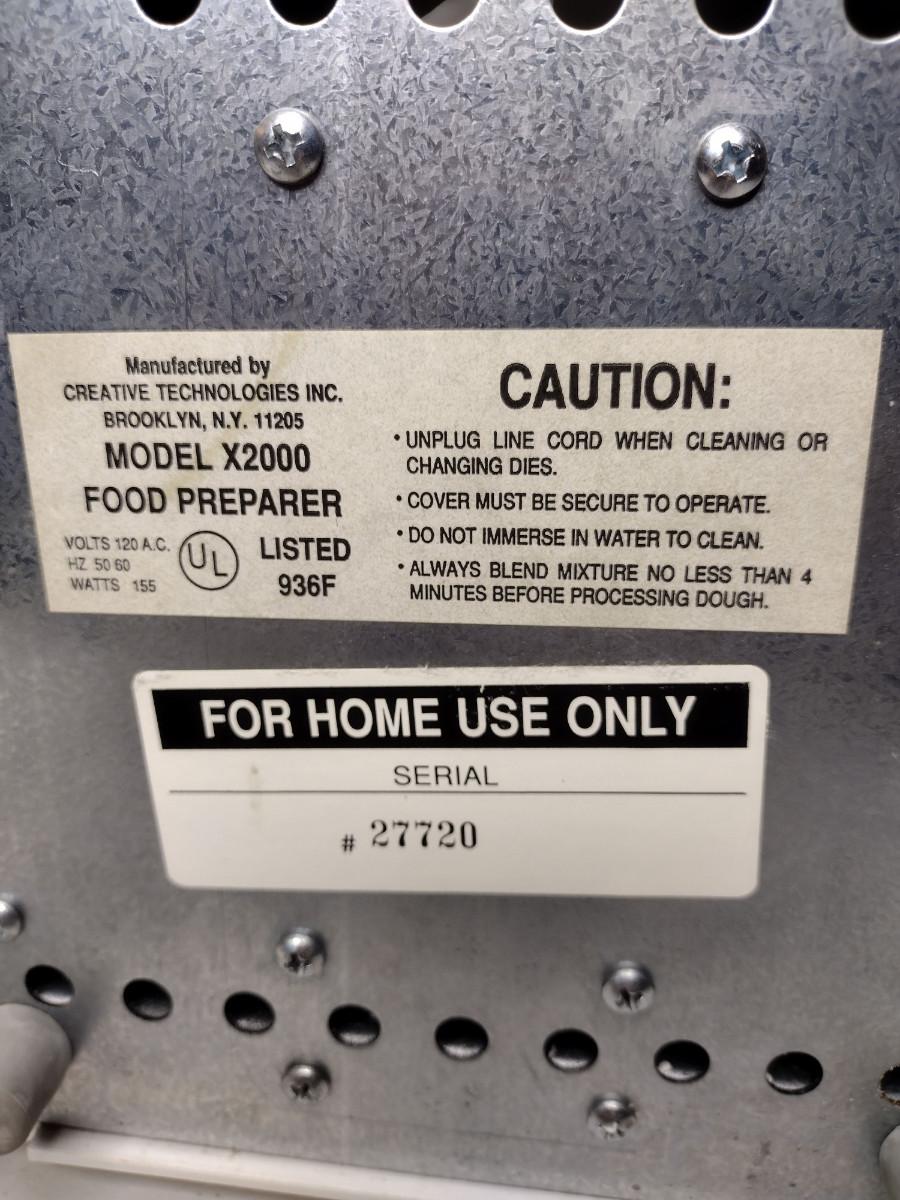 Manufactured by
CREATIVE TECHNOLOGIES INC.
BROOKLYN, N.Y. 11205
MODEL X2000
FOOD PREPARER
VOLTS 120 A.C.
HZ 50 60
WATTS 155
UL
LISTED
936F
CAUTION:
• UNPLUG LINE CORD WHEN CLEANING OR
CHANGING DIES.
• COVER MUST BE SECURE TO OPERATE.
• DO NOT IMMERSE IN WATER TO CLEAN.
• ALWAYS BLEND MIXTURE NO LESS THAN 4
MINUTES BEFORE PROCESSING DOUGH.
FOR HOME USE ONLY
SERIAL
# 27720